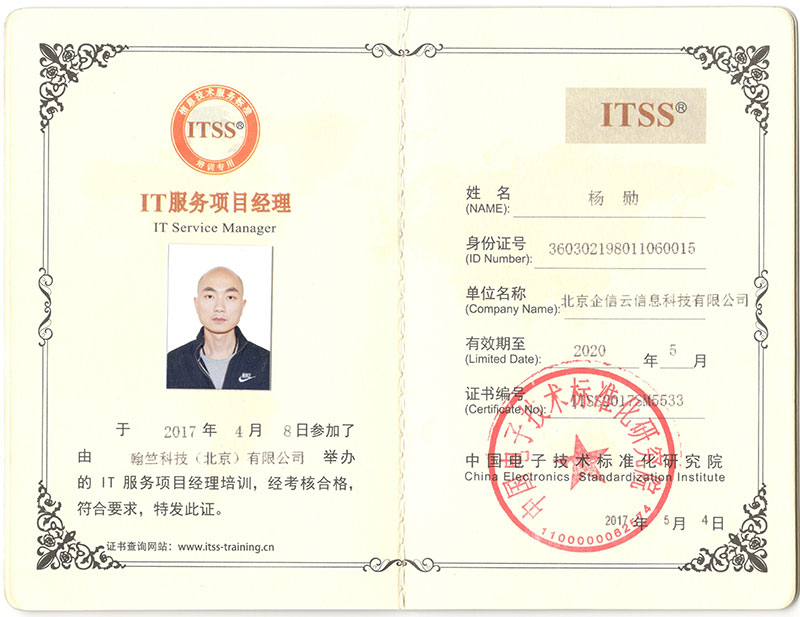 信息技术服务标准
ITSS®
培训专用
IT服务项目经理
IT Service Manager
于 2017 年 4 月 8 日参加了
由 翰竺科技（北京）有限公司 举办
的 IT 服务项目经理培训，经考核合格，
符合要求，特发此证。
证书查询网站：www.itss-training.cn
ITSS®
姓 名 杨 勋
(NAME):
身份证号 360302198011060015
(ID Number):
单位名称 北京企信云信息科技有限公司
(Company Name):
有效期至 2020 年 5 月
(Limited Date):
证书编号
(Certificate No):
中国电子技术标准化研究院
China Electronics Standardization Institute
2017 年 5 月 4 日
中国电子技术标准化研究院